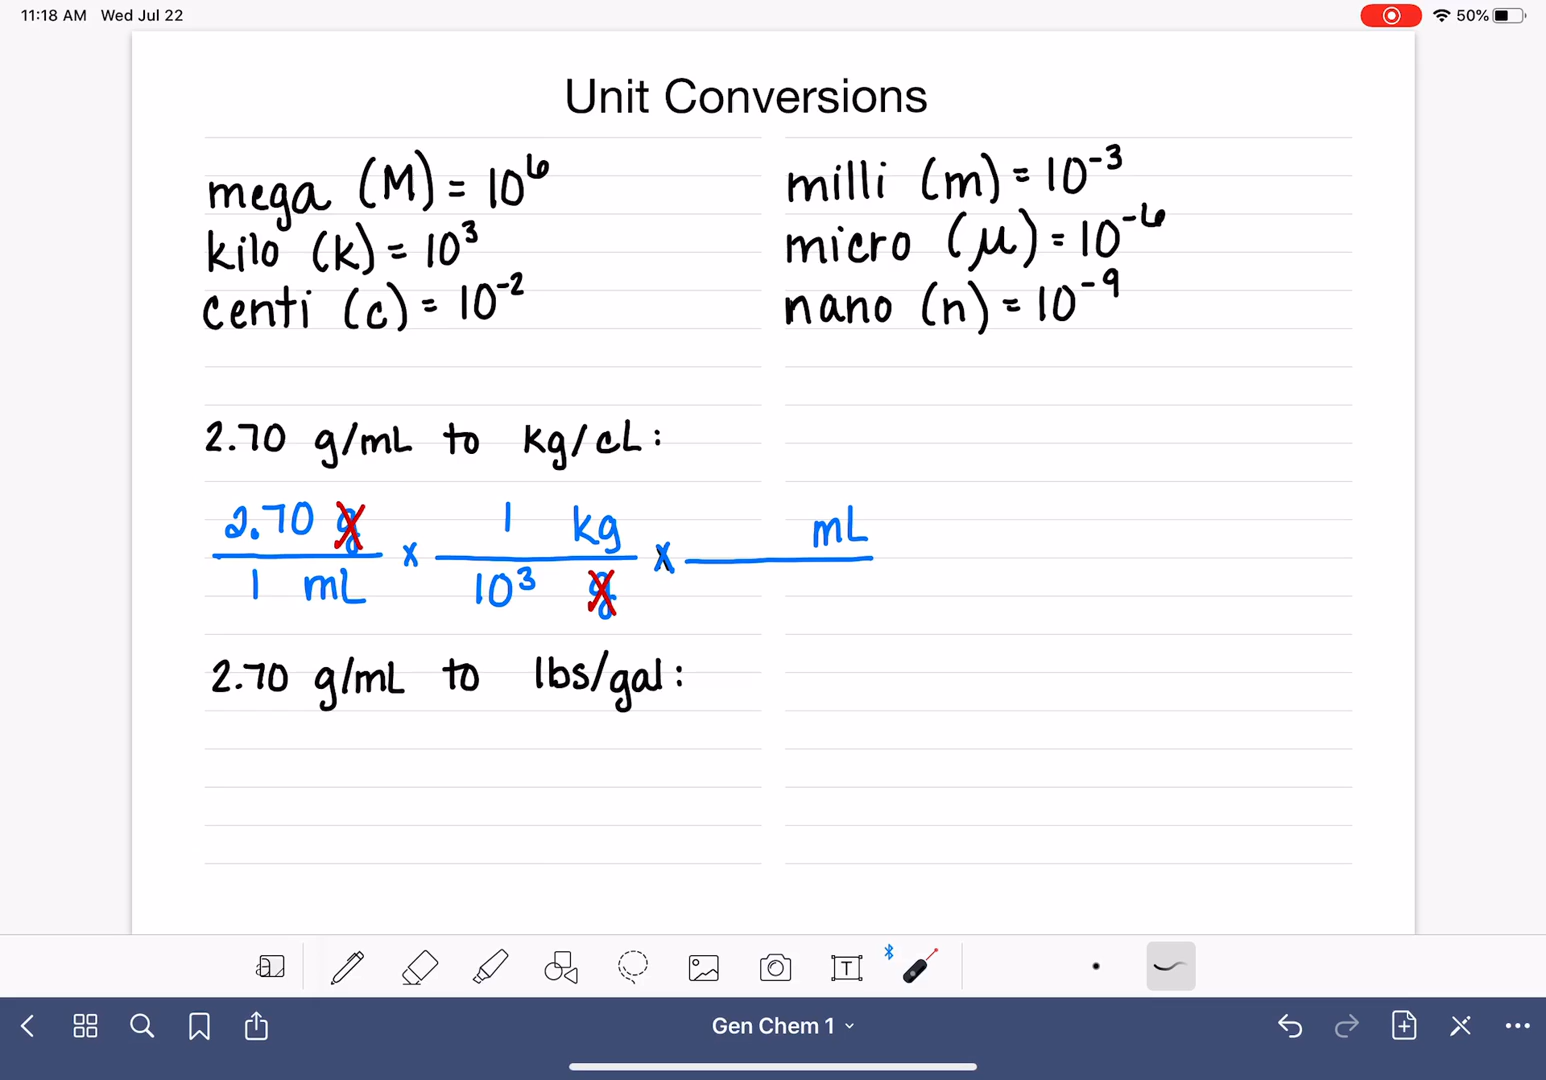 11:18 AM Wed Jul 22
50%
Unit Conversions
mega (M) = 10⁶
kilo (k) = 10³
centi (c) = 10⁻²
milli (m) = 10⁻³
micro (μ) = 10⁻⁶
nano (n) = 10⁻⁹
2.70 g/mL to kg/cL:
2.70 g 1 kg mL
x x
1 mL 10³ g
2.70 g/mL to lbs/gal:
T
Gen Chem 1